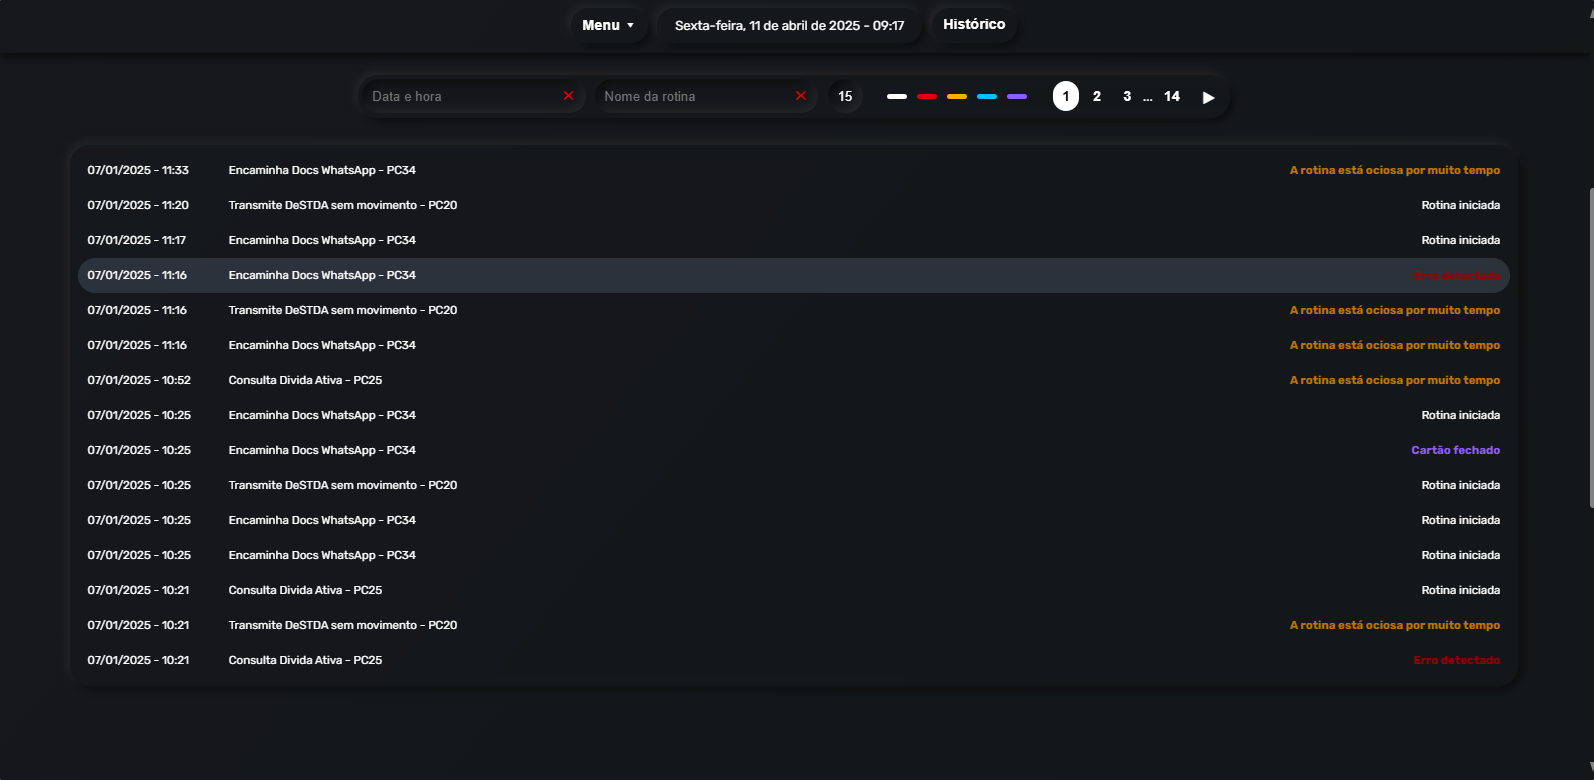 Menu Sexta-feira, 11 de abril de 2025 - 09:17 Histórico
Data e hora Nome da rotina 15 1 2 3 ... 14
07/01/2025 - 11:33 Encaminha Docs WhatsApp - PC34 A rotina está ociosa por muito tempo
07/01/2025 - 11:20 Transmite DeSTDA sem movimento - PC20 Rotina iniciada
07/01/2025 - 11:17 Encaminha Docs WhatsApp - PC34 Rotina iniciada
07/01/2025 - 11:16 Encaminha Docs WhatsApp - PC34 Erro detectado
07/01/2025 - 11:16 Transmite DeSTDA sem movimento - PC20 A rotina está ociosa por muito tempo
07/01/2025 - 11:16 Encaminha Docs WhatsApp - PC34 A rotina está ociosa por muito tempo
07/01/2025 - 10:52 Consulta Divida Ativa - PC25 A rotina está ociosa por muito tempo
07/01/2025 - 10:25 Encaminha Docs WhatsApp - PC34 Rotina iniciada
07/01/2025 - 10:25 Encaminha Docs WhatsApp - PC34 Cartão fechado
07/01/2025 - 10:25 Transmite DeSTDA sem movimento - PC20 Rotina iniciada
07/01/2025 - 10:25 Encaminha Docs WhatsApp - PC34 Rotina iniciada
07/01/2025 - 10:25 Encaminha Docs WhatsApp - PC34 Rotina iniciada
07/01/2025 - 10:21 Consulta Divida Ativa - PC25 Rotina iniciada
07/01/2025 - 10:21 Transmite DeSTDA sem movimento - PC20 A rotina está ociosa por muito tempo
07/01/2025 - 10:21 Consulta Divida Ativa - PC25 Erro detectado